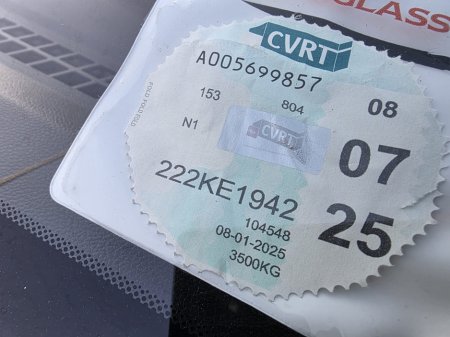 GLASS
CVRT
A005699857
153 804 08
N1 CVRT 07
222KE1942 25
104548
08-01-2025
3500KG